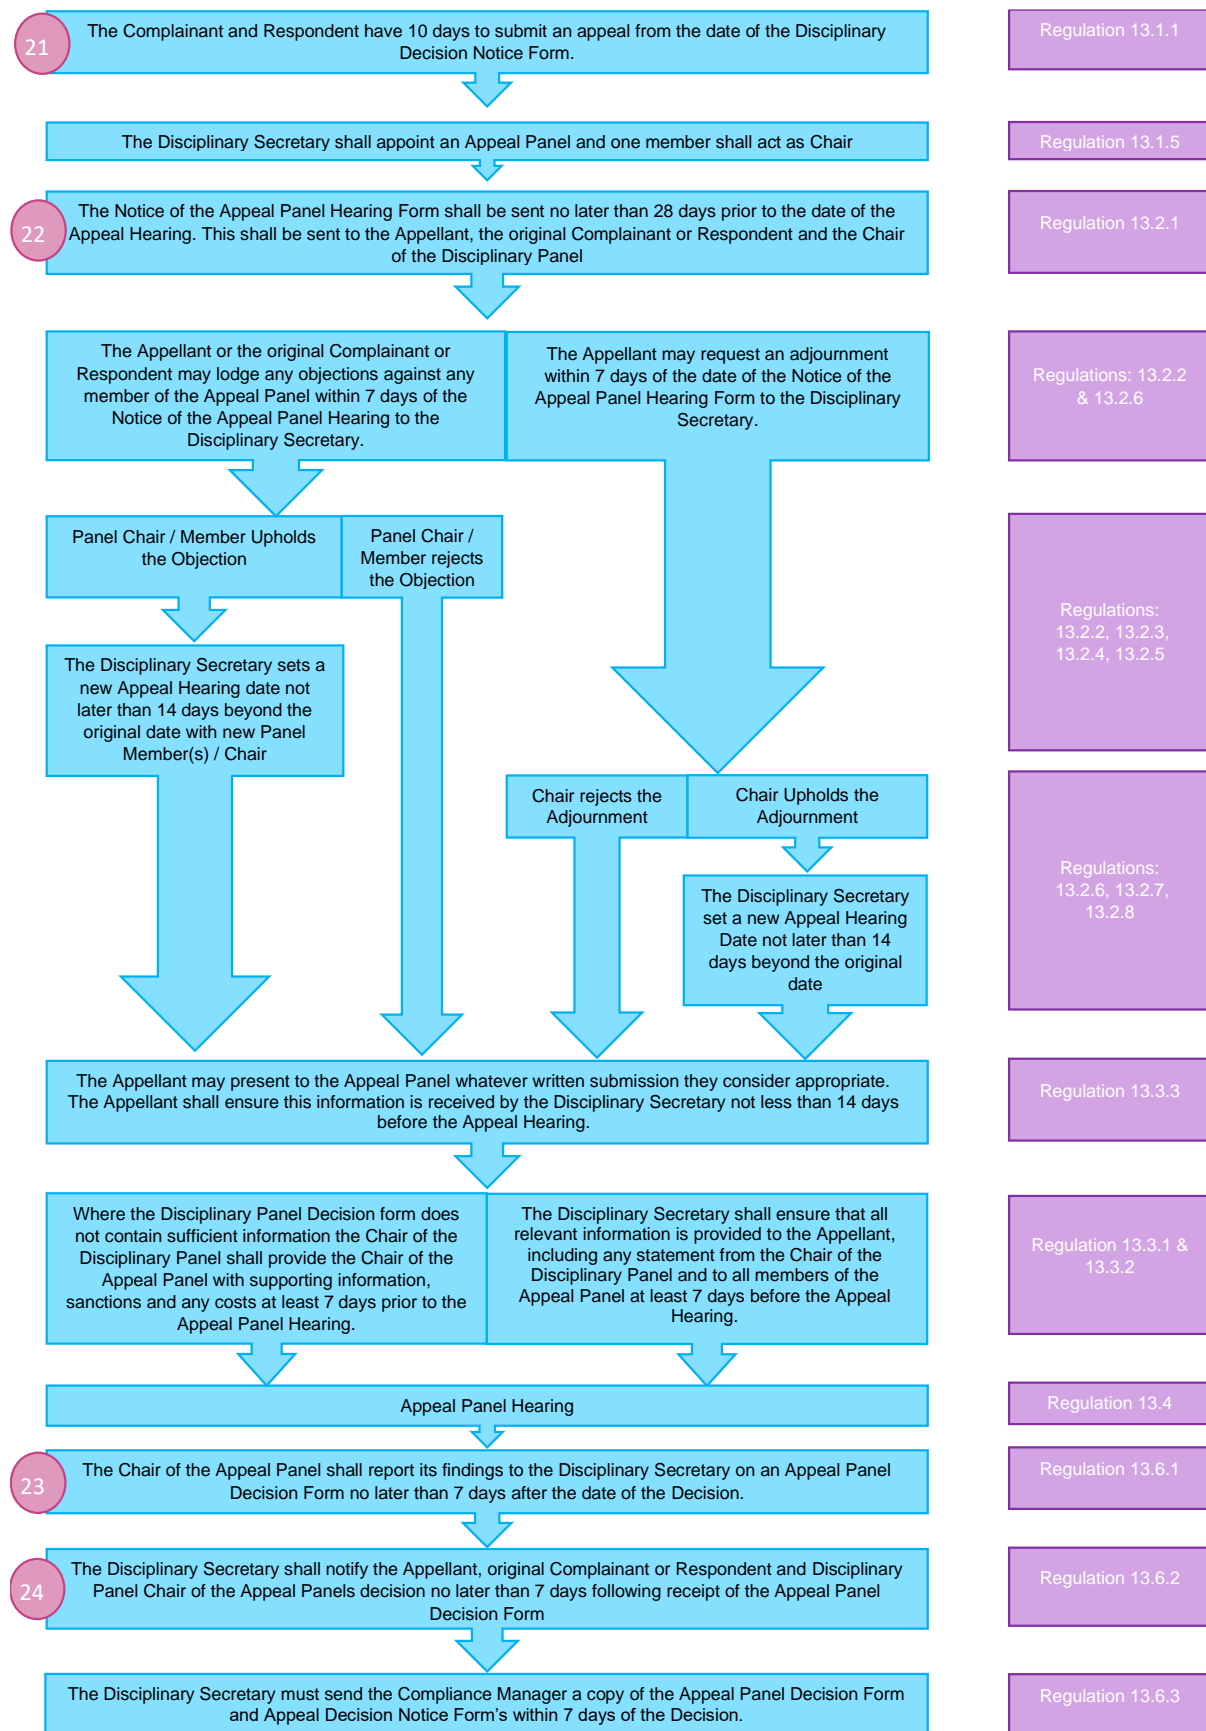 21
The Complainant and Respondent have 10 days to submit an appeal from the date of the Disciplinary
Decision Notice Form.
Regulation 13.1.1
The Disciplinary Secretary shall appoint an Appeal Panel and one member shall act as Chair
Regulation 13.1.5
22
The Notice of the Appeal Panel Hearing Form shall be sent no later than 28 days prior to the date of the
Appeal Hearing. This shall be sent to the Appellant, the original Complainant or Respondent and the Chair
of the Disciplinary Panel
Regulation 13.2.1
The Appellant or the original Complainant or
Respondent may lodge any objections against any
member of the Appeal Panel within 7 days of the
Notice of the Appeal Panel Hearing to the
Disciplinary Secretary.
The Appellant may request an adjournment
within 7 days of the date of the Notice of the
Appeal Panel Hearing Form to the Disciplinary
Secretary.
Regulations: 13.2.2
& 13.2.6
Panel Chair / Member Upholds
the Objection
Panel Chair /
Member rejects
the Objection
Regulations:
13.2.2, 13.2.3,
13.2.4, 13.2.5
The Disciplinary Secretary sets a
new Appeal Hearing date not
later than 14 days beyond the
original date with new Panel
Member(s) / Chair
Chair rejects the
Adjournment
Chair Upholds the
Adjournment
Regulations:
13.2.6, 13.2.7,
13.2.8
The Disciplinary Secretary
set a new Appeal Hearing
Date not later than 14
days beyond the original
date
The Appellant may present to the Appeal Panel whatever written submission they consider appropriate.
The Appellant shall ensure this information is received by the Disciplinary Secretary not less than 14 days
before the Appeal Hearing.
Regulation 13.3.3
Where the Disciplinary Panel Decision form does
not contain sufficient information the Chair of the
Disciplinary Panel shall provide the Chair of the
Appeal Panel with supporting information,
sanctions and any costs at least 7 days prior to the
Appeal Panel Hearing.
The Disciplinary Secretary shall ensure that all
relevant information is provided to the Appellant,
including any statement from the Chair of the
Disciplinary Panel and to all members of the
Appeal Panel at least 7 days before the Appeal
Hearing.
Regulation 13.3.1 &
13.3.2
Appeal Panel Hearing
Regulation 13.4
23
The Chair of the Appeal Panel shall report its findings to the Disciplinary Secretary on an Appeal Panel
Decision Form no later than 7 days after the date of the Decision.
Regulation 13.6.1
24
The Disciplinary Secretary shall notify the Appellant, original Complainant or Respondent and Disciplinary
Panel Chair of the Appeal Panels decision no later than 7 days following receipt of the Appeal Panel
Decision Form
Regulation 13.6.2
The Disciplinary Secretary must send the Compliance Manager a copy of the Appeal Panel Decision Form
and Appeal Decision Notice Form's within 7 days of the Decision.
Regulation 13.6.3